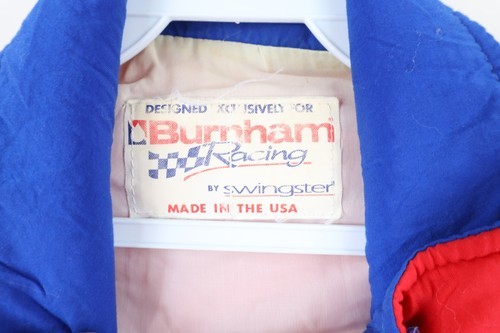 DESIGNED EXCLUSIVELY FOR
Burnham
Racing
BY swingster
MADE IN THE USA